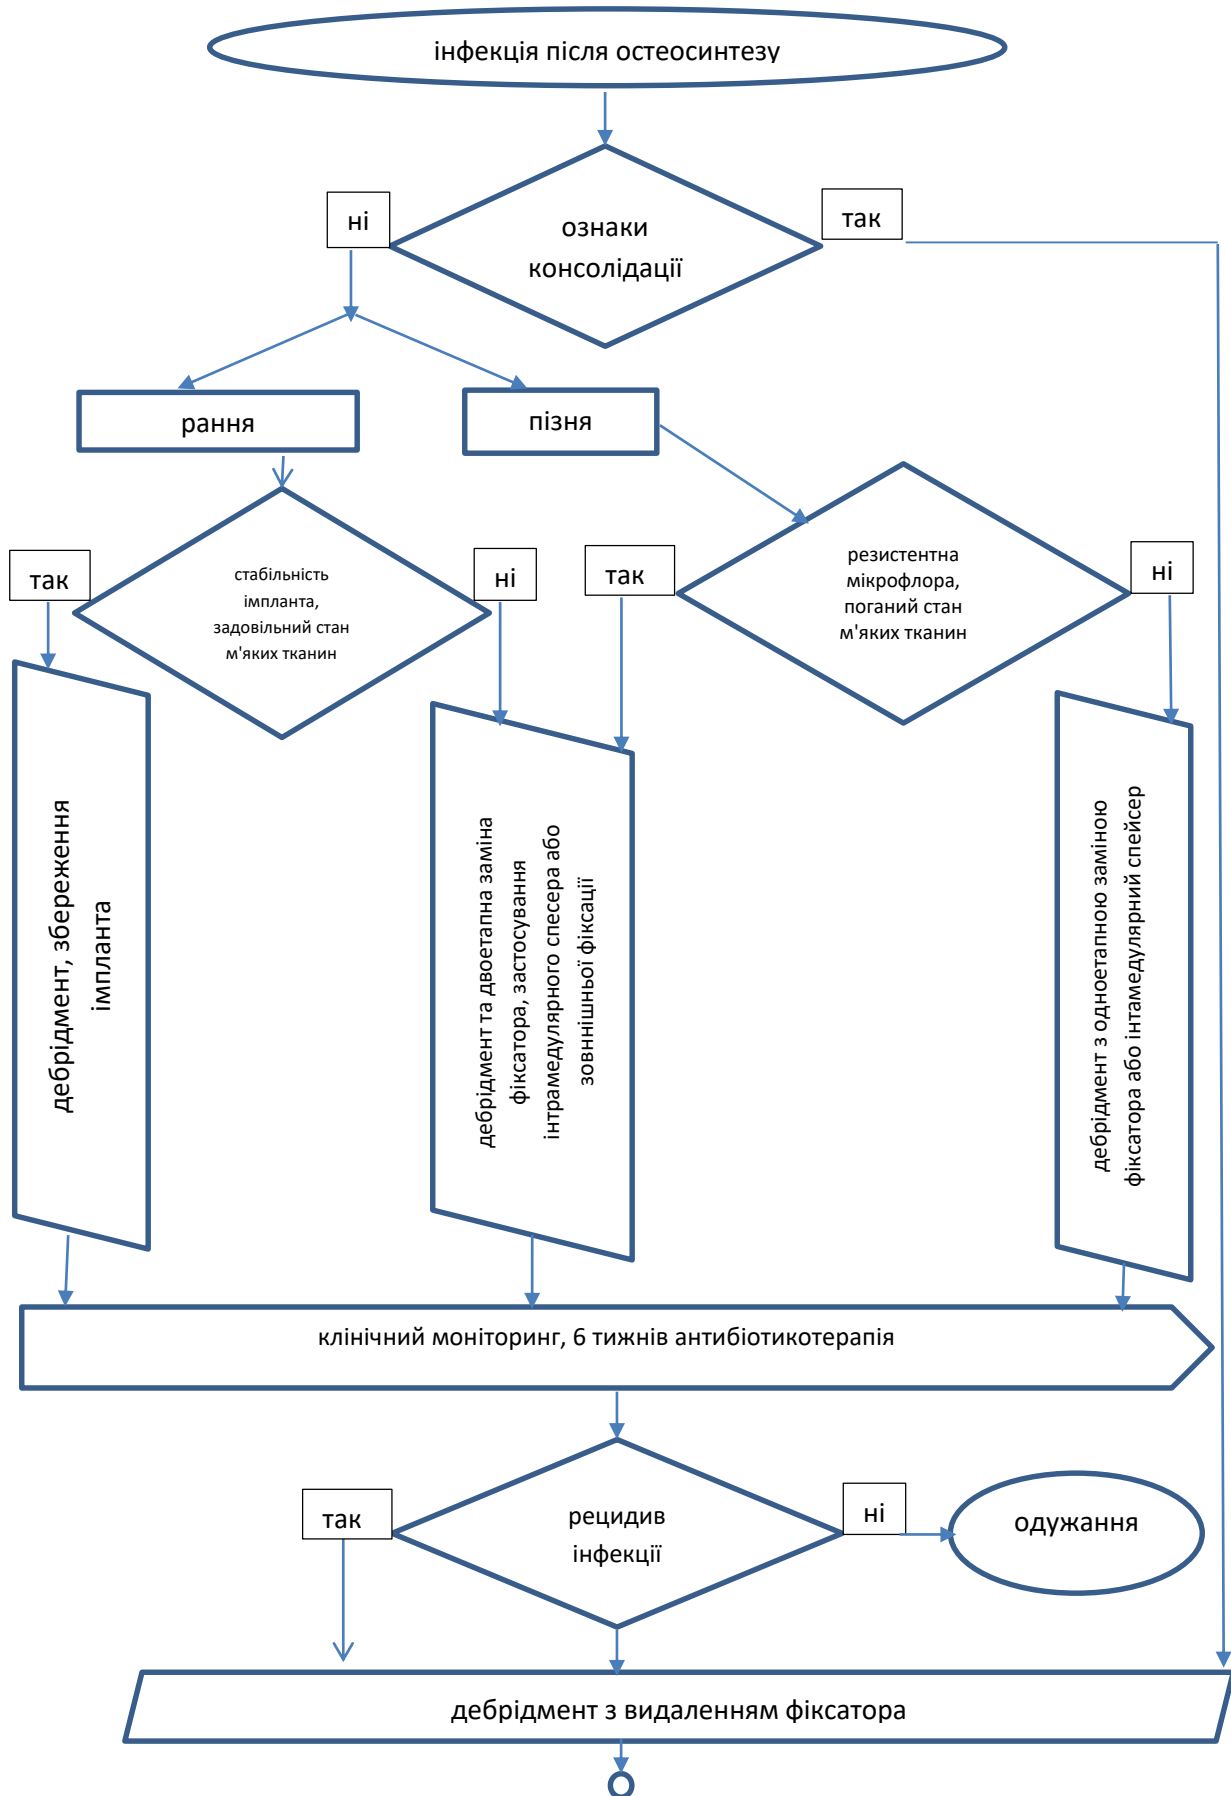 інфекція після остеосинтезу
ні
так
ознаки
консолідації
рання
пізня
так
стабільність
імпланта,
задовільний стан
м'яких тканин
ні
так
резистентна
мікрофлора,
поганий стан
м'яких тканин
ні
дебрідмент, збереження
імпланта
дебрідмент та двоетапна заміна
фіксатора, застосування
інтрамедулярного спесера або
зовнішньої фіксації
дебрідмент з одноетапною заміною
фіксатора або інтамедулярний спейсер
клінічний моніторинг, 6 тижнів антибіотикотерапія
так
рецидив
інфекції
ні
одужання
дебрідмент з видаленням фіксатора